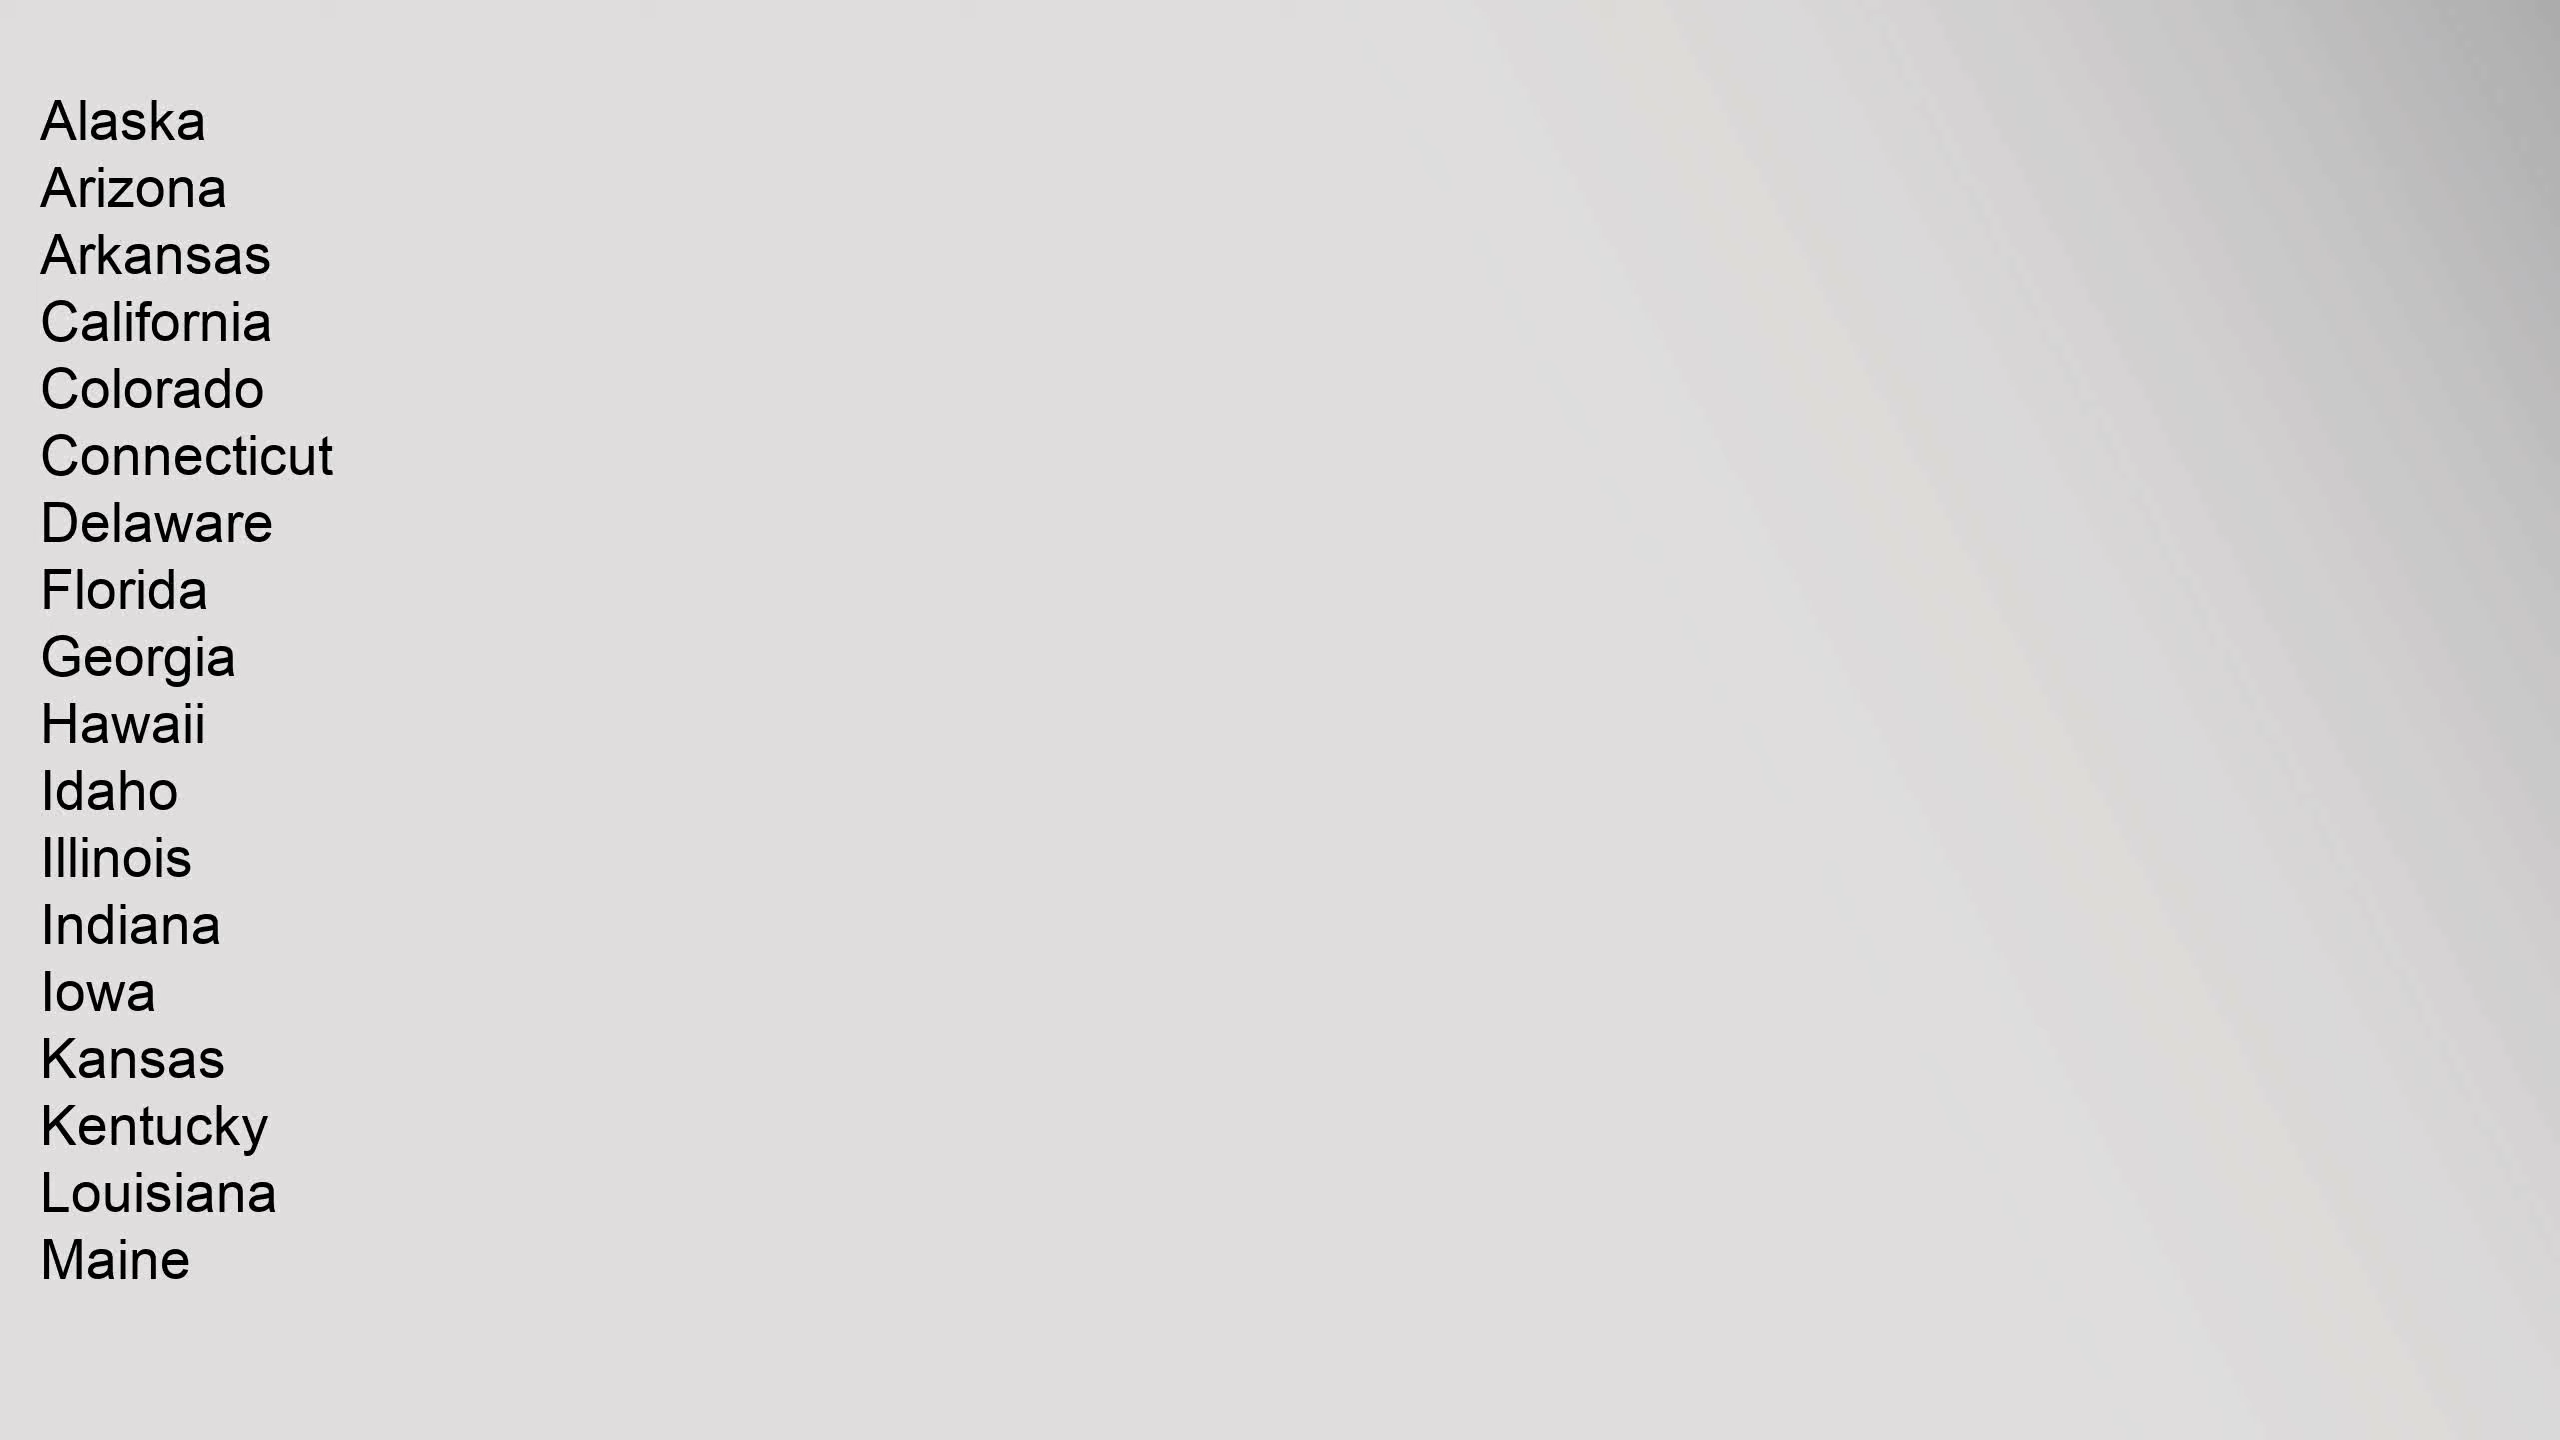 Alaska
Arizona
Arkansas
California
Colorado
Connecticut
Delaware
Florida
Georgia
Hawaii
Idaho
Illinois
Indiana
Iowa
Kansas
Kentucky
Louisiana
Maine